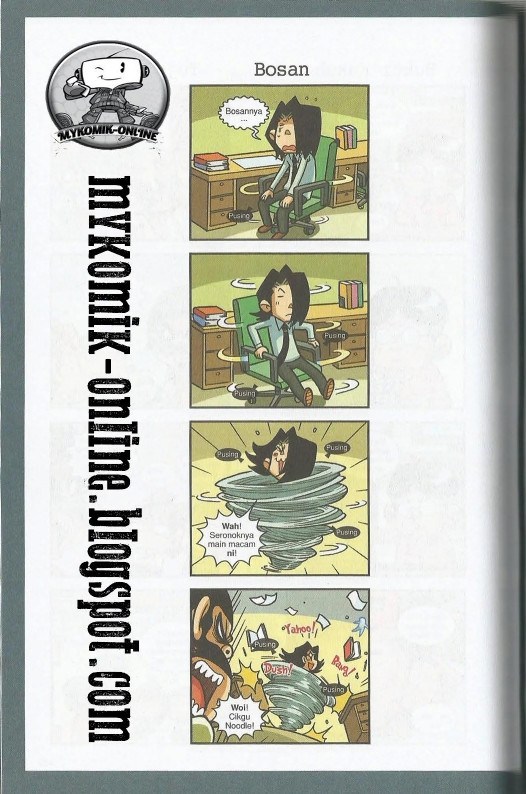 Bosan
MYKOMIK-ONLINE
mykomik-online.blogspot.com
Bosannya
...
Pusing
Pusing
Pusing
Pusing
Pusing
Pusing
Wah!
Seronoknya
main macam
ni!
Yahoo!
Pusing
Dush!
Bang!
Pusing
Woi!
Cikgu
Noodle!